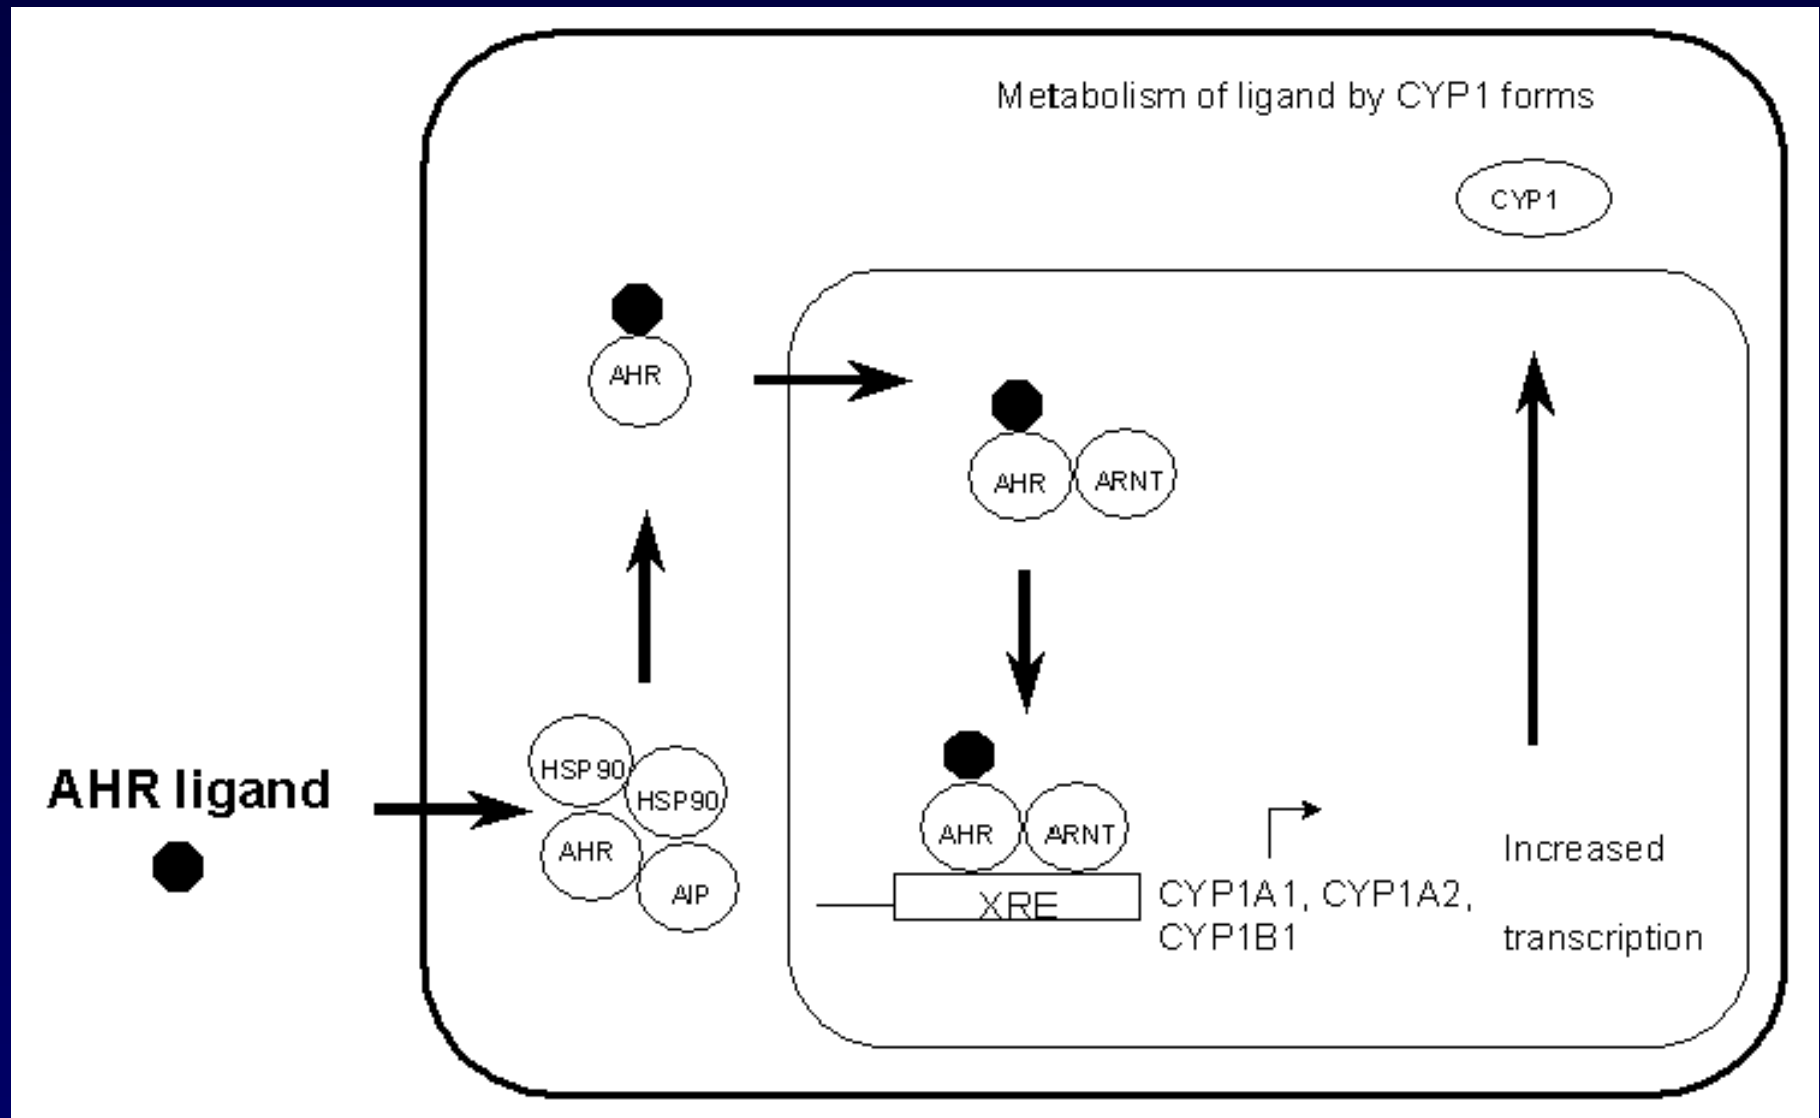 Metabolism of ligand by CYP1 forms
CYP1
AHR
AHR
ARNT
HSP90
HSP90
AHR
AIP
AHR ligand
AHR
ARNT
XRE
CYP1A1, CYP1A2,
CYP1B1
Increased
transcription